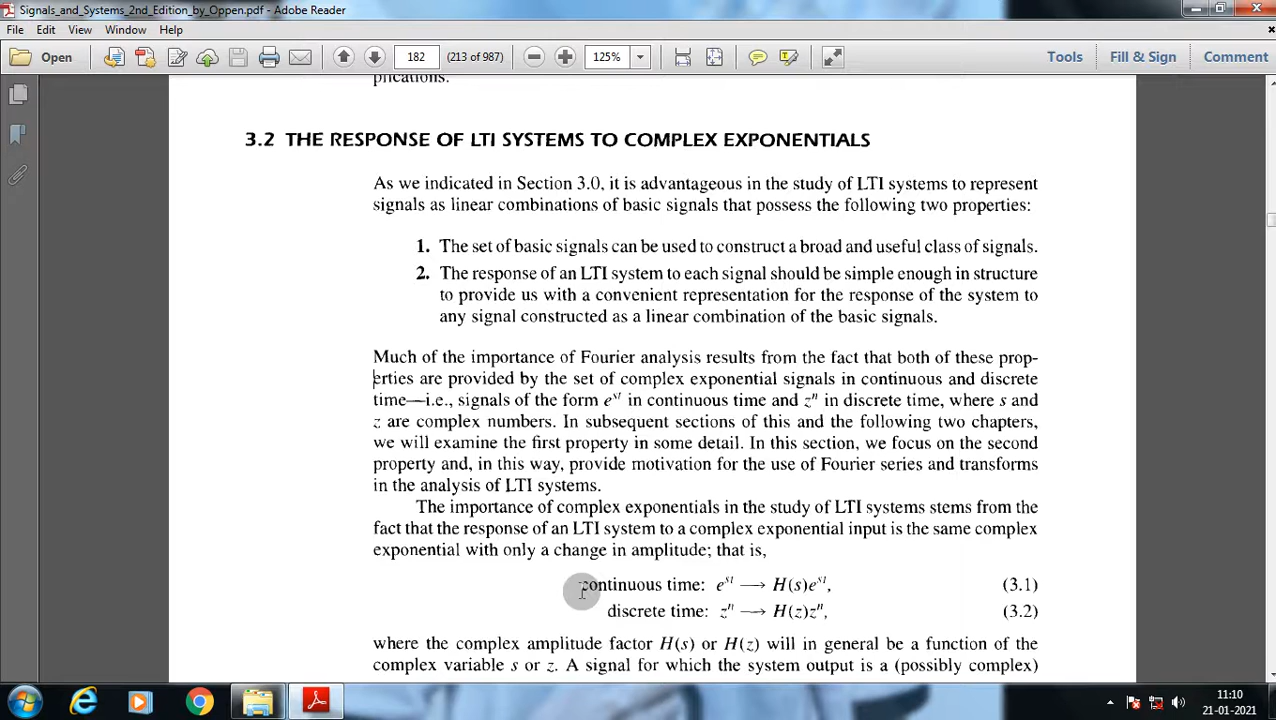 Signals_and_Systems_2nd_Edition_by_Oppen.pdf - Adobe Reader
File Edit View Window Help
Open 182 (213 of 987) 125% Tools Fill & Sign Comment
plications.
3.2 THE RESPONSE OF LTI SYSTEMS TO COMPLEX EXPONENTIALS
As we indicated in Section 3.0, it is advantageous in the study of LTI systems to represent
signals as linear combinations of basic signals that possess the following two properties:
1. The set of basic signals can be used to construct a broad and useful class of signals.
2. The response of an LTI system to each signal should be simple enough in structure
to provide us with a convenient representation for the response of the system to
any signal constructed as a linear combination of the basic signals.
Much of the importance of Fourier analysis results from the fact that both of these prop-
erties are provided by the set of complex exponential signals in continuous and discrete
time—i.e., signals of the form eˢᵗ in continuous time and zⁿ in discrete time, where s and
z are complex numbers. In subsequent sections of this and the following two chapters,
we will examine the first property in some detail. In this section, we focus on the second
property and, in this way, provide motivation for the use of Fourier series and transforms
in the analysis of LTI systems.
The importance of complex exponentials in the study of LTI systems stems from the
fact that the response of an LTI system to a complex exponential input is the same complex
exponential with only a change in amplitude; that is,
continuous time: eˢᵗ ⟶ H(s)eˢᵗ, (3.1)
discrete time: zⁿ ⟶ H(z)zⁿ, (3.2)
where the complex amplitude factor H(s) or H(z) will in general be a function of the
complex variable s or z. A signal for which the system output is a (possibly complex)
11:10
21-01-2021